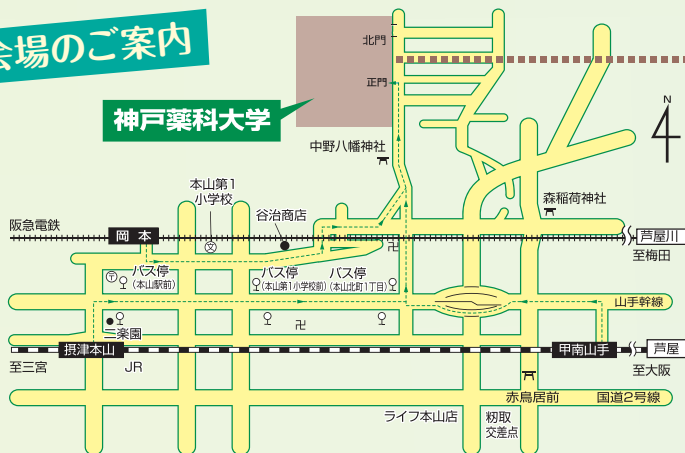 会場のご案内
北門
正門
神戸薬科大学
N
中野八幡神社
本山第1
小学校
谷治商店
森稲荷神社
阪急電鉄
岡本
文
卍
芦屋川
至梅田
バス停
(本山駅前)
バス停
(本山第1小学校前)
バス停
(本山北町1丁目)
〒
山手幹線
二楽園
卍
摂津本山
甲南山手
芦屋
至三宮
JR
至大阪
赤鳥居前
国道2号線
ライフ本山店
籾取
交差点